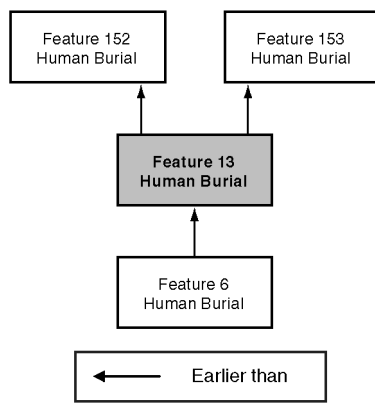 Feature 152
Human Burial
Feature 153
Human Burial
Feature 13
Human Burial
Feature 6
Human Burial
Earlier than